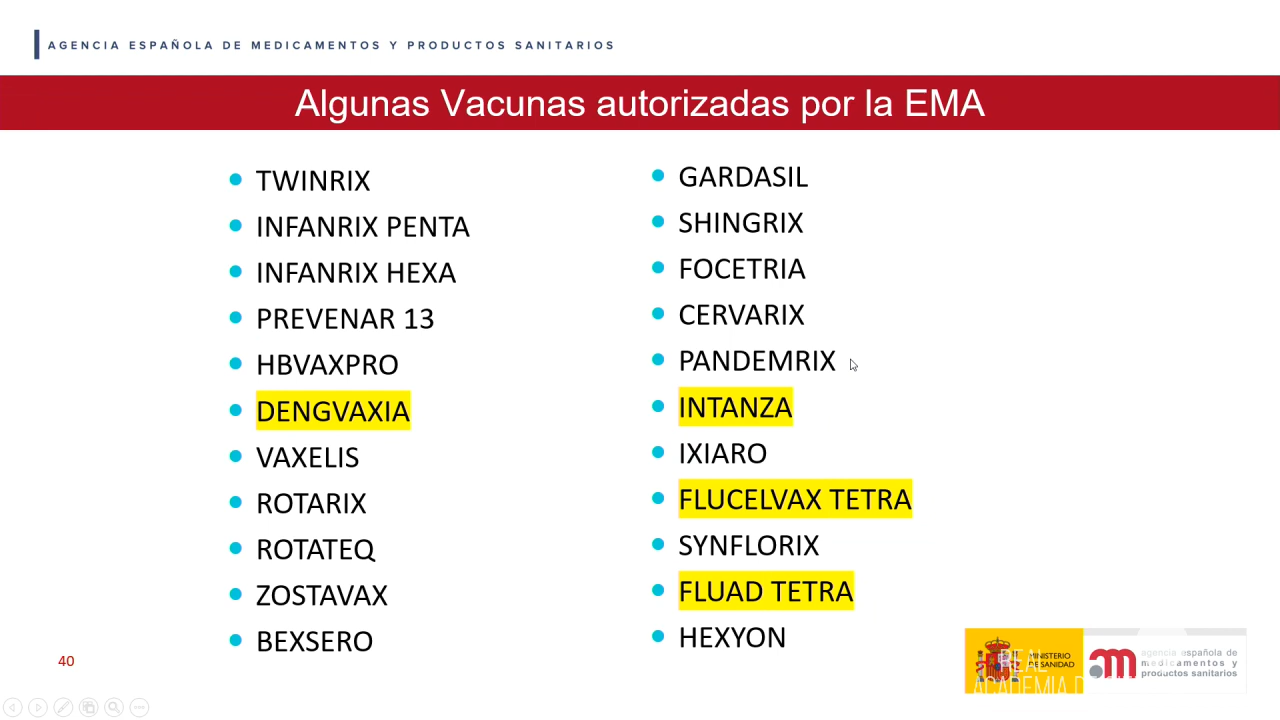 AGENCIA ESPAÑOLA DE MEDICAMENTOS Y PRODUCTOS SANITARIOS
Algunas Vacunas autorizadas por la EMA
TWINRIX
INFANRIX PENTA
INFANRIX HEXA
PREVENAR 13
HBVAXPRO
DENGVAXIA
VAXELIS
ROTARIX
ROTATEQ
ZOSTAVAX
BEXSERO
GARDASIL
SHINGRIX
FOCETRIA
CERVARIX
PANDEMRIX
INTANZA
IXIARO
FLUCELVAX TETRA
SYNFLORIX
FLUAD TETRA
HEXYON
40
MINISTERIO
DE SANIDAD
agencia española de
medicamentos y
productos sanitarios
REAL
ACADEMIA